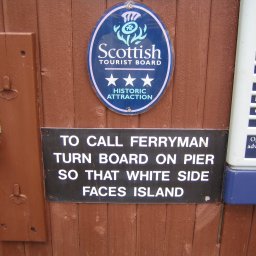 Scottish
TOURIST BOARD
HISTORIC
ATTRACTION
TO CALL FERRYMAN
TURN BOARD ON PIER
SO THAT WHITE SIDE
FACES ISLAND